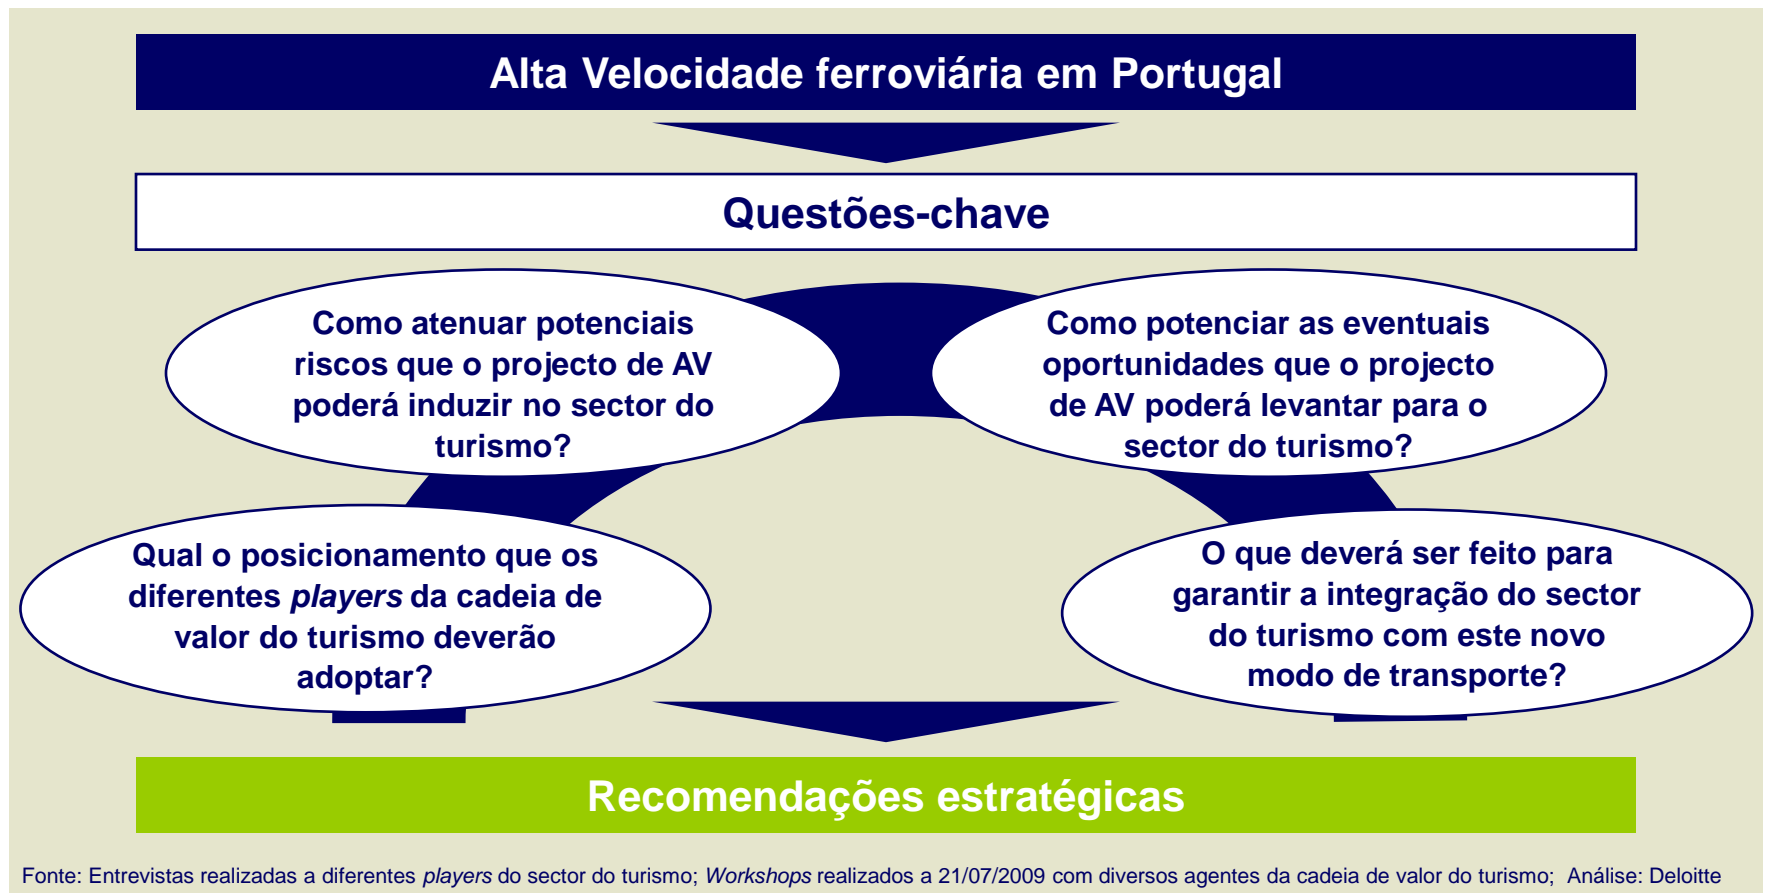 Alta Velocidade ferroviária em Portugal
Questões-chave
Como atenuar potenciais
riscos que o projecto de AV
poderá induzir no sector do
turismo?
Como potenciar as eventuais
oportunidades que o projecto
de AV poderá levantar para o
sector do turismo?
Qual o posicionamento que os
diferentes players da cadeia de
valor do turismo deverão
adoptar?
O que deverá ser feito para
garantir a integração do sector
do turismo com este novo
modo de transporte?
Recomendações estratégicas
Fonte: Entrevistas realizadas a diferentes players do sector do turismo; Workshops realizados a 21/07/2009 com diversos agentes da cadeia de valor do turismo; Análise: Deloitte